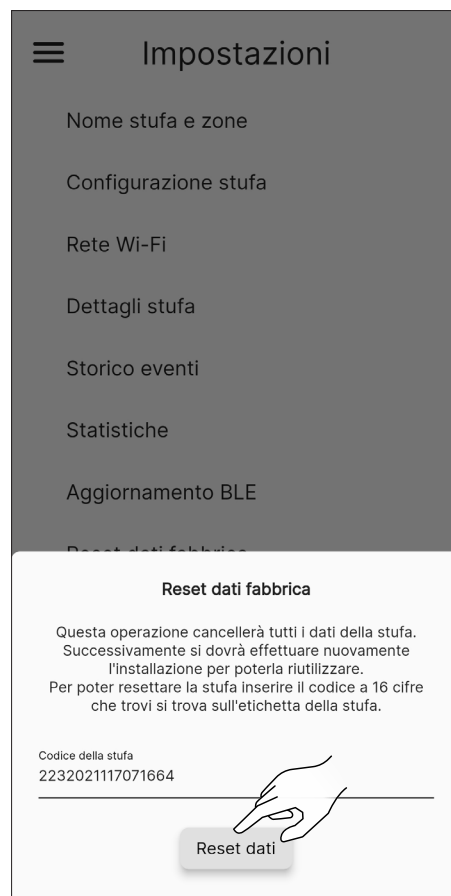 Impostazioni
Nome stufa e zone
Configurazione stufa
Rete Wi-Fi
Dettagli stufa
Storico eventi
Statistiche
Aggiornamento BLE
Reset dati fabbrica
Reset dati fabbrica
Questa operazione cancellerà tutti i dati della stufa.
Successivamente si dovrà effettuare nuovamente
l'installazione per poterla riutilizzare.
Per poter resettare la stufa inserire il codice a 16 cifre
che trovi si trova sull'etichetta della stufa.
Codice della stufa
2232021117071664
Reset dati